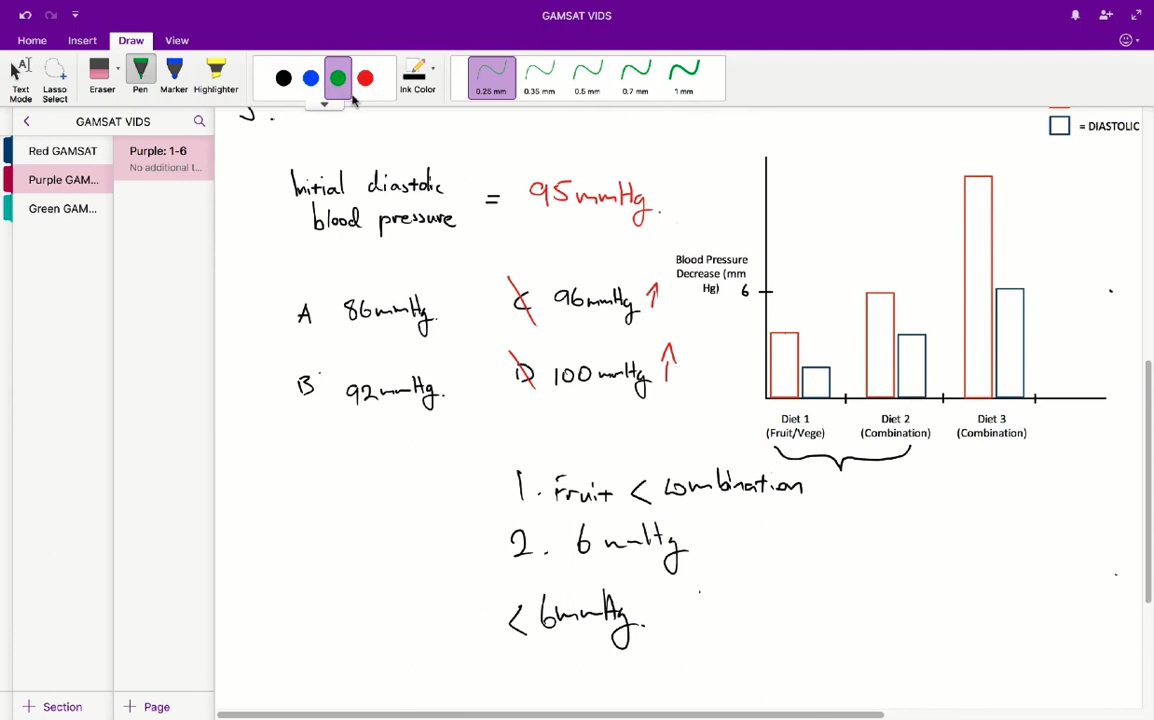 GAMSAT VIDS
Home Insert Draw View
Text Mode Lasso Select Eraser Pen Marker Highlighter Ink Color 0.25 mm 0.35 mm 0.5 mm 0.7 mm 1 mm
GAMSAT VIDS
Red GAMSAT
Purple GAM...
Green GAM...
Purple: 1-6
No additional t...
= DIASTOLIC
Initial diastolic
blood pressure = 95mmHg.
A 86mmHg.
C 96mmHg ↑
B 92mmHg.
D 100mmHg ↑
Blood Pressure
Decrease (mm
Hg) 6
Diet 1 Diet 2 Diet 3
(Fruit/Vege) (Combination) (Combination)
1. Fruit < combination
2. 6 mmHg
< 6mmHg.
+ Section + Page